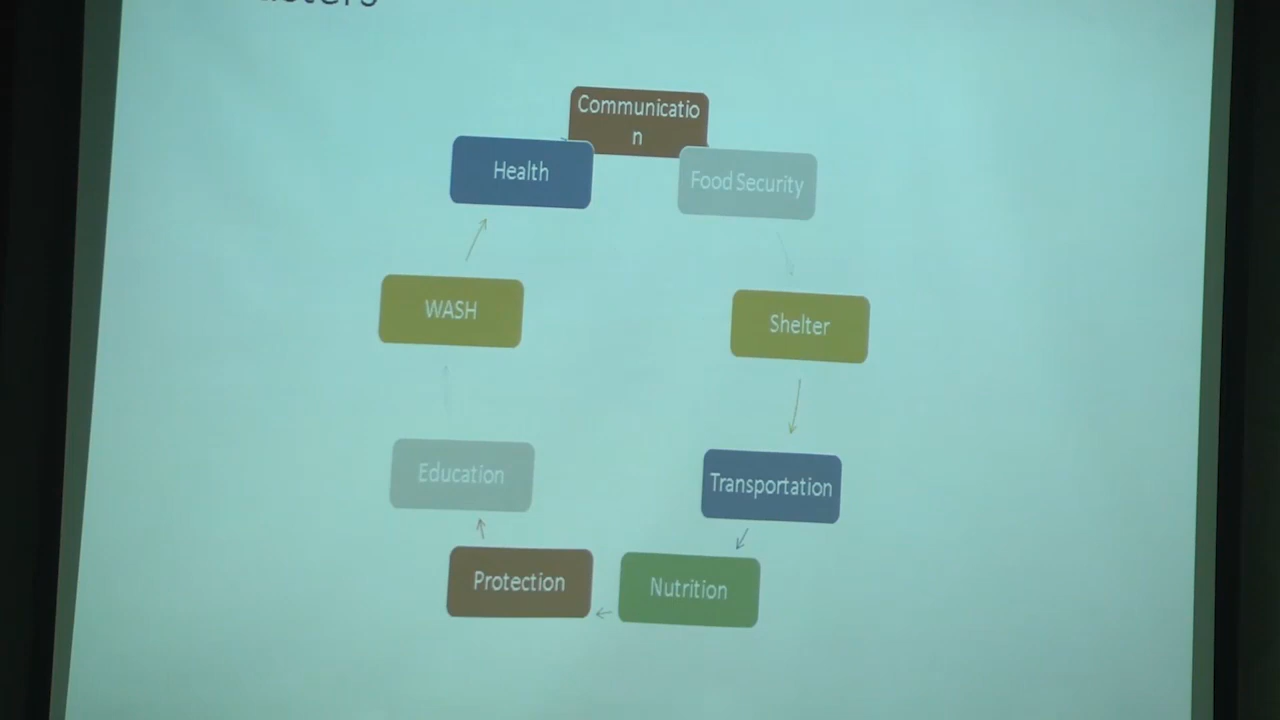 Communicatio
n
Health
Food Security
WASH
Shelter
Education
Transportation
Protection
Nutrition